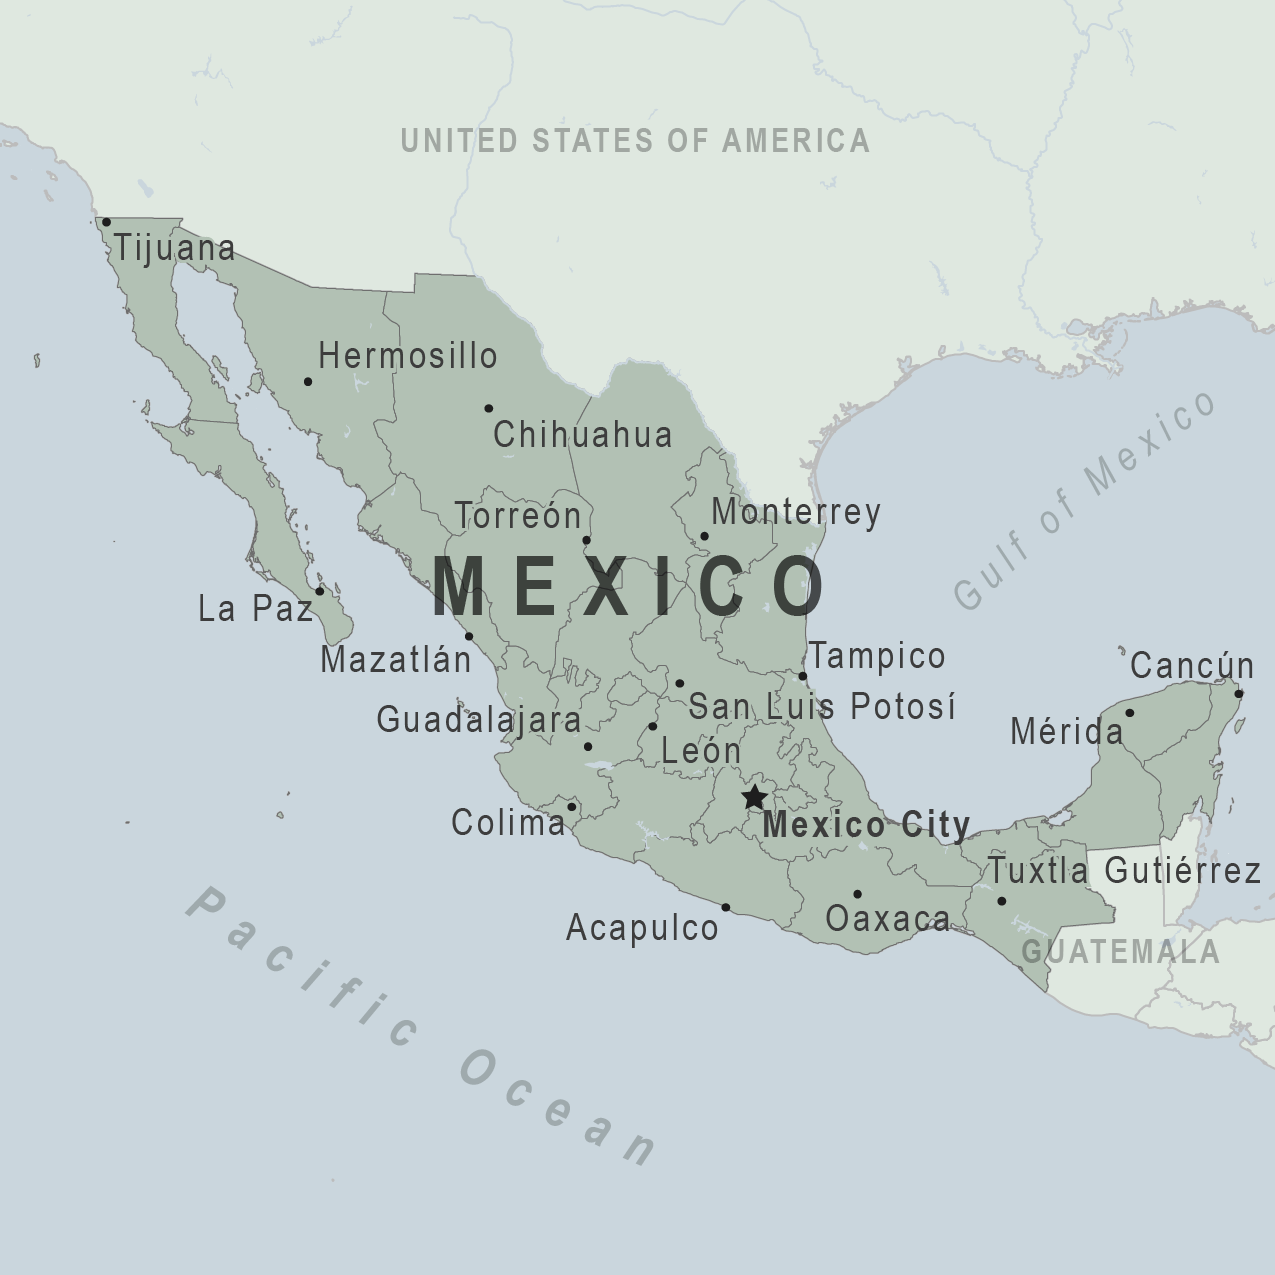 UNITED STATES OF AMERICA
Tijuana
Hermosillo
Chihuahua
Gulf of Mexico
Torreón
Monterrey
MEXICO
La Paz
Mazatlán
Tampico
Cancún
Guadalajara
San Luis Potosí
Mérida
León
Colima
Mexico City
Tuxtla Gutiérrez
Acapulco
Oaxaca
GUATEMALA
Pacific Ocean